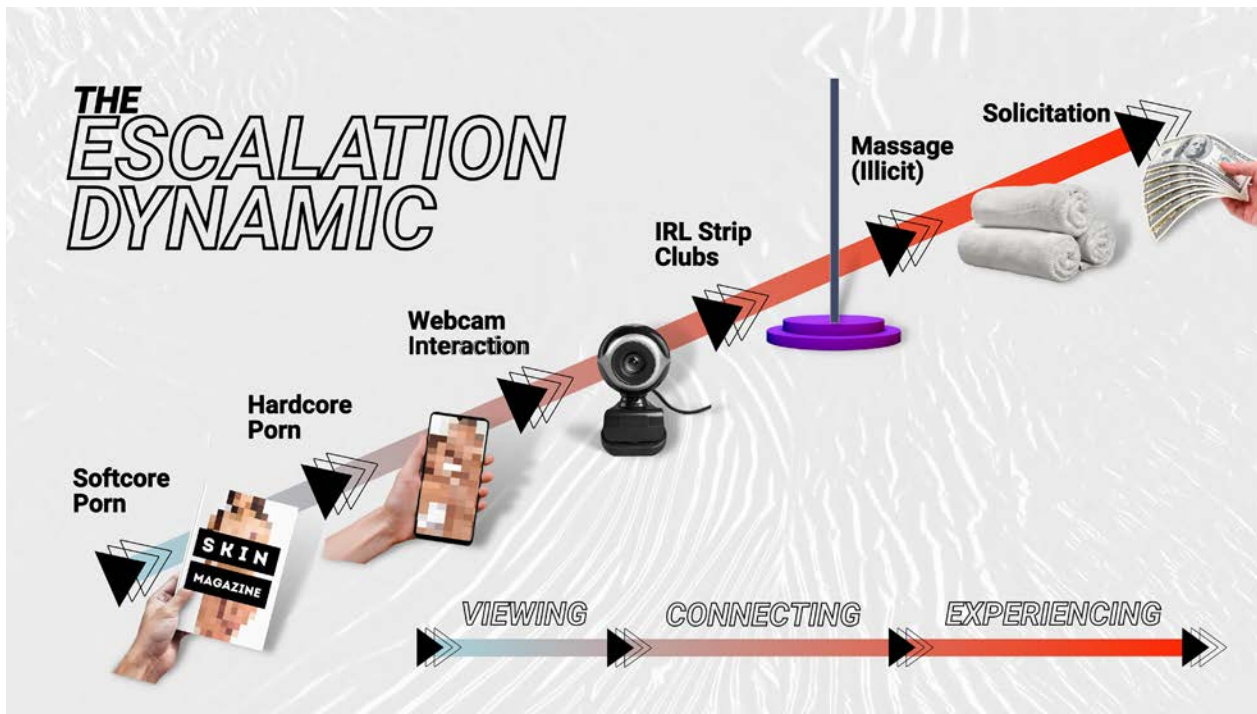 THE
ESCALATION
DYNAMIC
Softcore
Porn
SKIN
MAGAZINE
Hardcore
Porn
Webcam
Interaction
IRL Strip
Clubs
Massage
(Illicit)
Solicitation
VIEWING
CONNECTING
EXPERIENCING